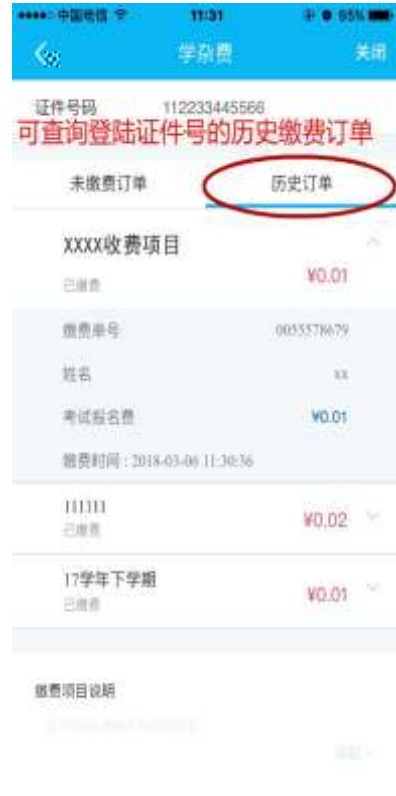 中国电信 11:31 65%
学杂费 关闭
证件号码 112233445566
可查询登陆证件号的历史缴费订单
未缴费订单 历史订单
XXXX收费项目
已缴费 ¥0.01
缴费单号 0055578679
姓名 xx
考试报名费 ¥0.01
缴费时间 : 2018-03-06 11:30:36
111111
已缴费 ¥0.02
17学年下学期
已缴费 ¥0.01
缴费项目说明